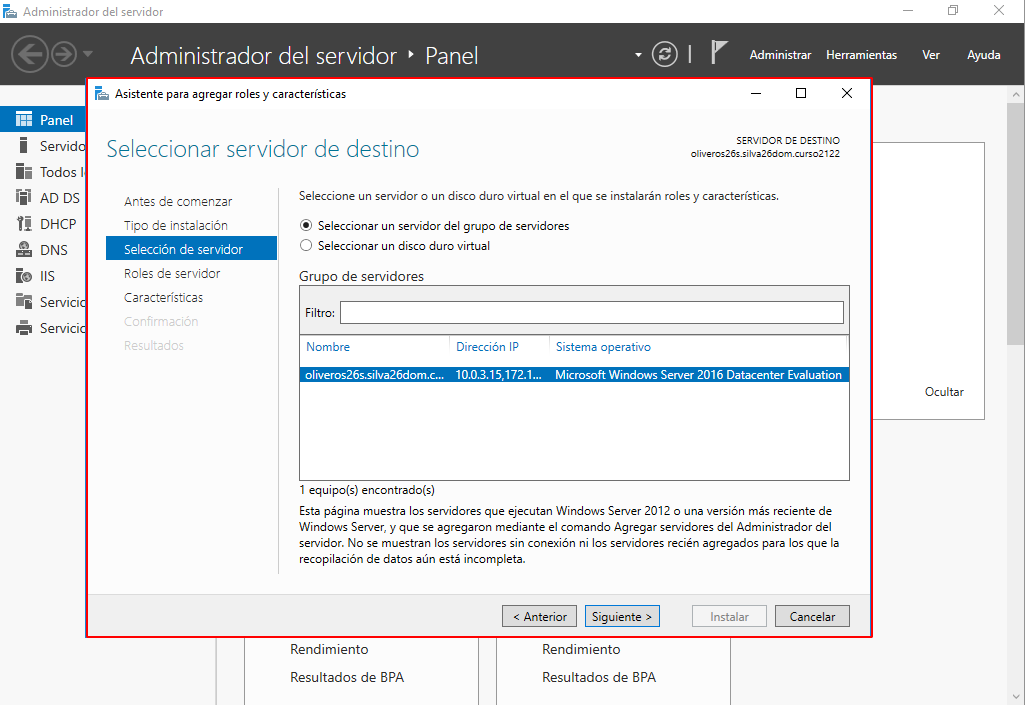 Administrador del servidor
Administrador del servidor ‣ Panel
Administrar Herramientas Ver Ayuda
Panel
Servido
Todos l
AD DS
DHCP
DNS
IIS
Servicio
Servicio
Asistente para agregar roles y características
Seleccionar servidor de destino
SERVIDOR DE DESTINO
oliveros26s.silva26dom.curso2122
Antes de comenzar
Tipo de instalación
Selección de servidor
Roles de servidor
Características
Confirmación
Resultados
Seleccione un servidor o un disco duro virtual en el que se instalarán roles y características.
Seleccionar un servidor del grupo de servidores
Seleccionar un disco duro virtual
Grupo de servidores
Filtro:
Nombre Dirección IP Sistema operativo
oliveros26s.silva26dom.c... 10.0.3.15,172.1... Microsoft Windows Server 2016 Datacenter Evaluation
1 equipo(s) encontrado(s)
Esta página muestra los servidores que ejecutan Windows Server 2012 o una versión más reciente de
Windows Server, y que se agregaron mediante el comando Agregar servidores del Administrador del
servidor. No se muestran los servidores sin conexión ni los servidores recién agregados para los que la
recopilación de datos aún está incompleta.
< Anterior Siguiente > Instalar Cancelar
Ocultar
Rendimiento Rendimiento
Resultados de BPA Resultados de BPA